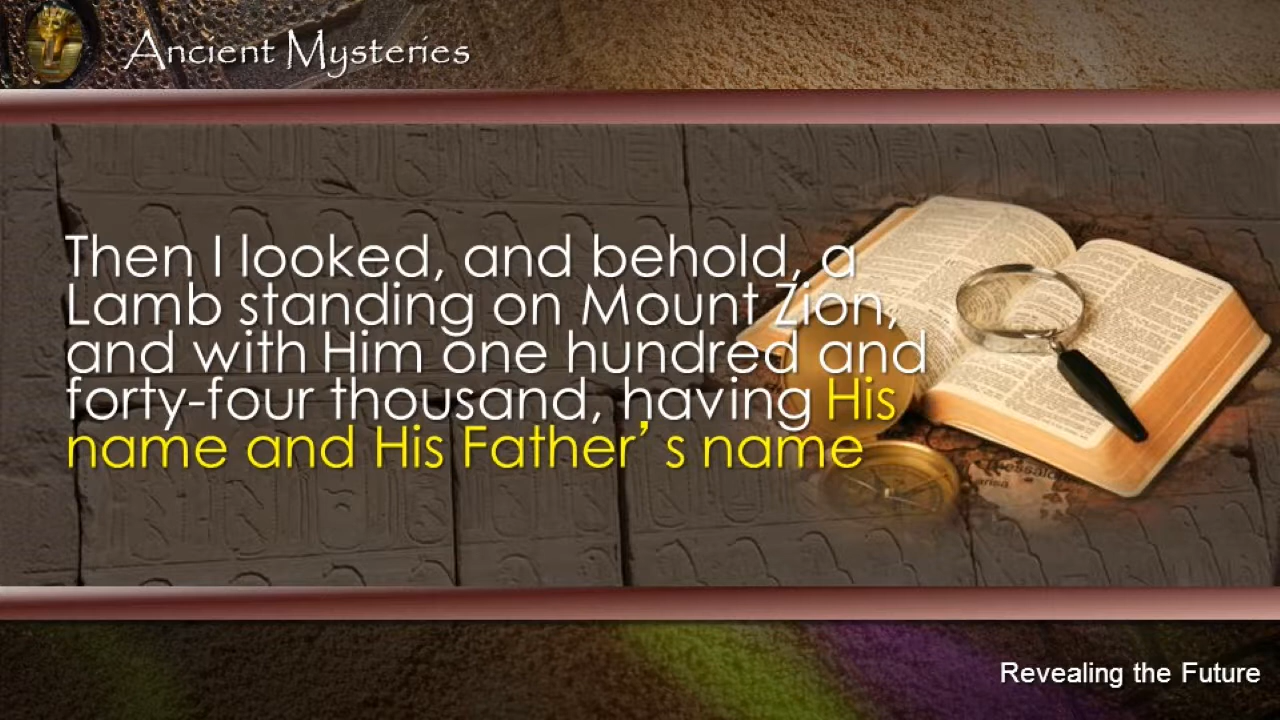 Ancient Mysteries
Then I looked, and behold, a
Lamb standing on Mount Zion,
and with Him one hundred and
forty-four thousand, having His
name and His Father’s name
Revealing the Future